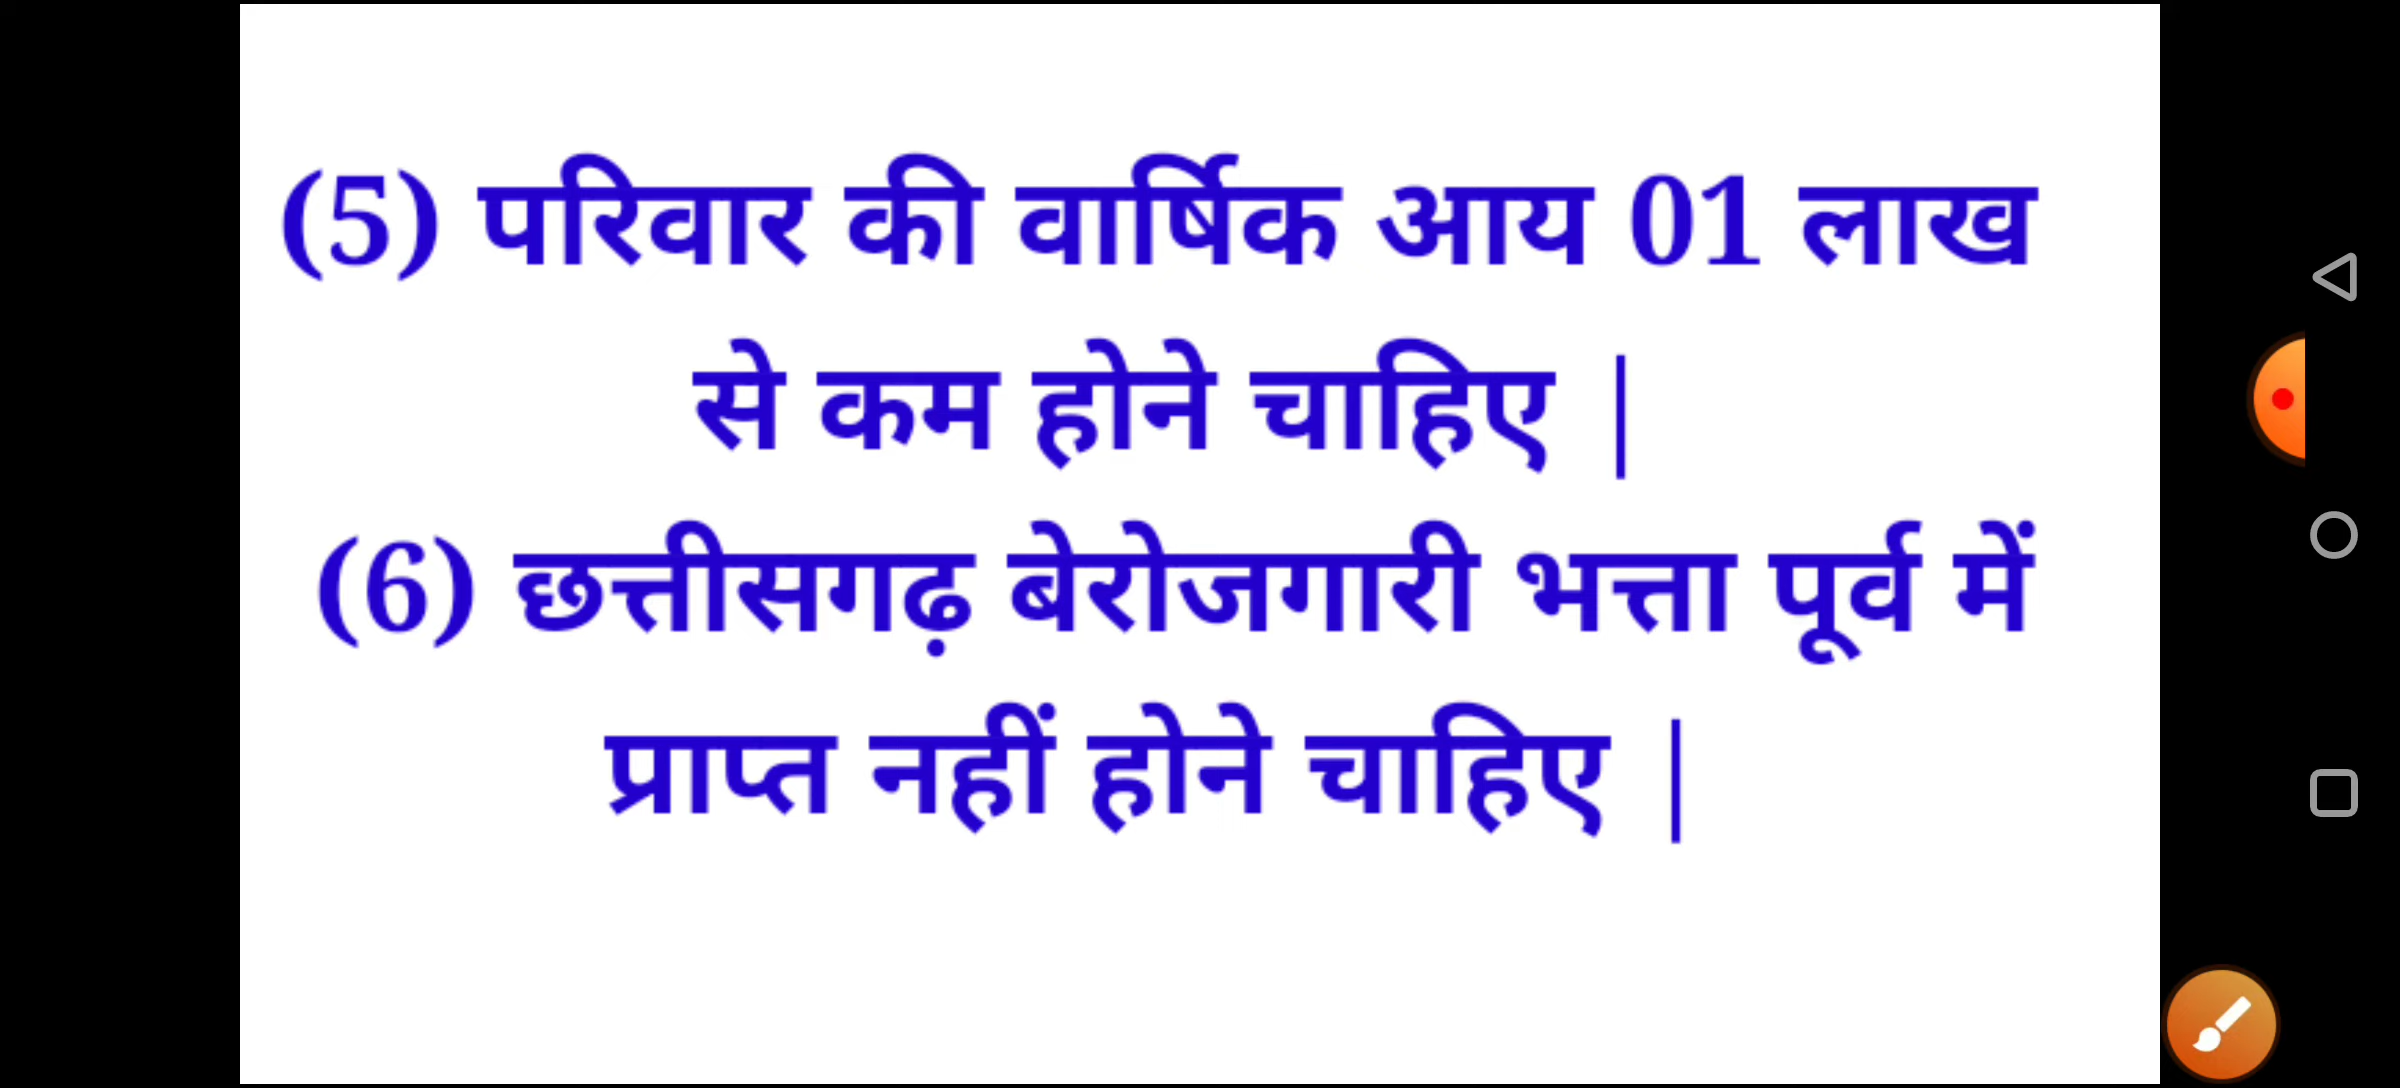 (5) परिवार की वार्षिक आय 01 लाख
से कम होने चाहिए |
(6) छत्तीसगढ़ बेरोजगारी भत्ता पूर्व में
प्राप्त नहीं होने चाहिए |